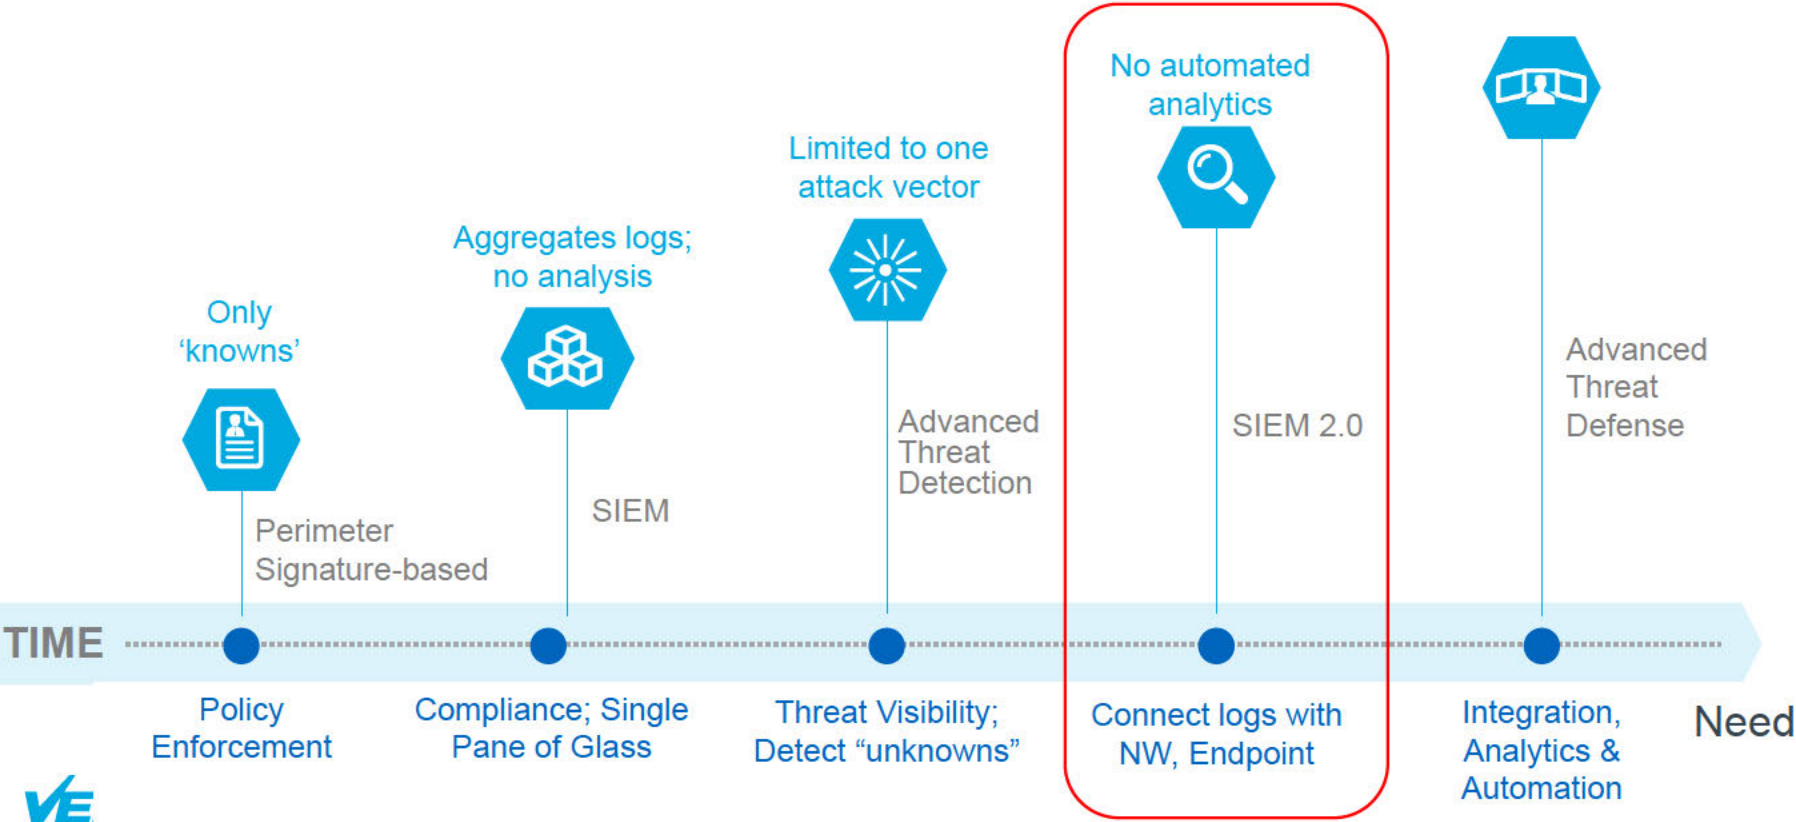 Only
‘knowns’
Perimeter
Signature-based
Aggregates logs;
no analysis
SIEM
Limited to one
attack vector
Advanced
Threat
Detection
No automated
analytics
SIEM 2.0
Advanced
Threat
Defense
TIME
Policy
Enforcement
Compliance; Single
Pane of Glass
Threat Visibility;
Detect “unknowns”
Connect logs with
NW, Endpoint
Integration,
Analytics &
Automation
Need
VE